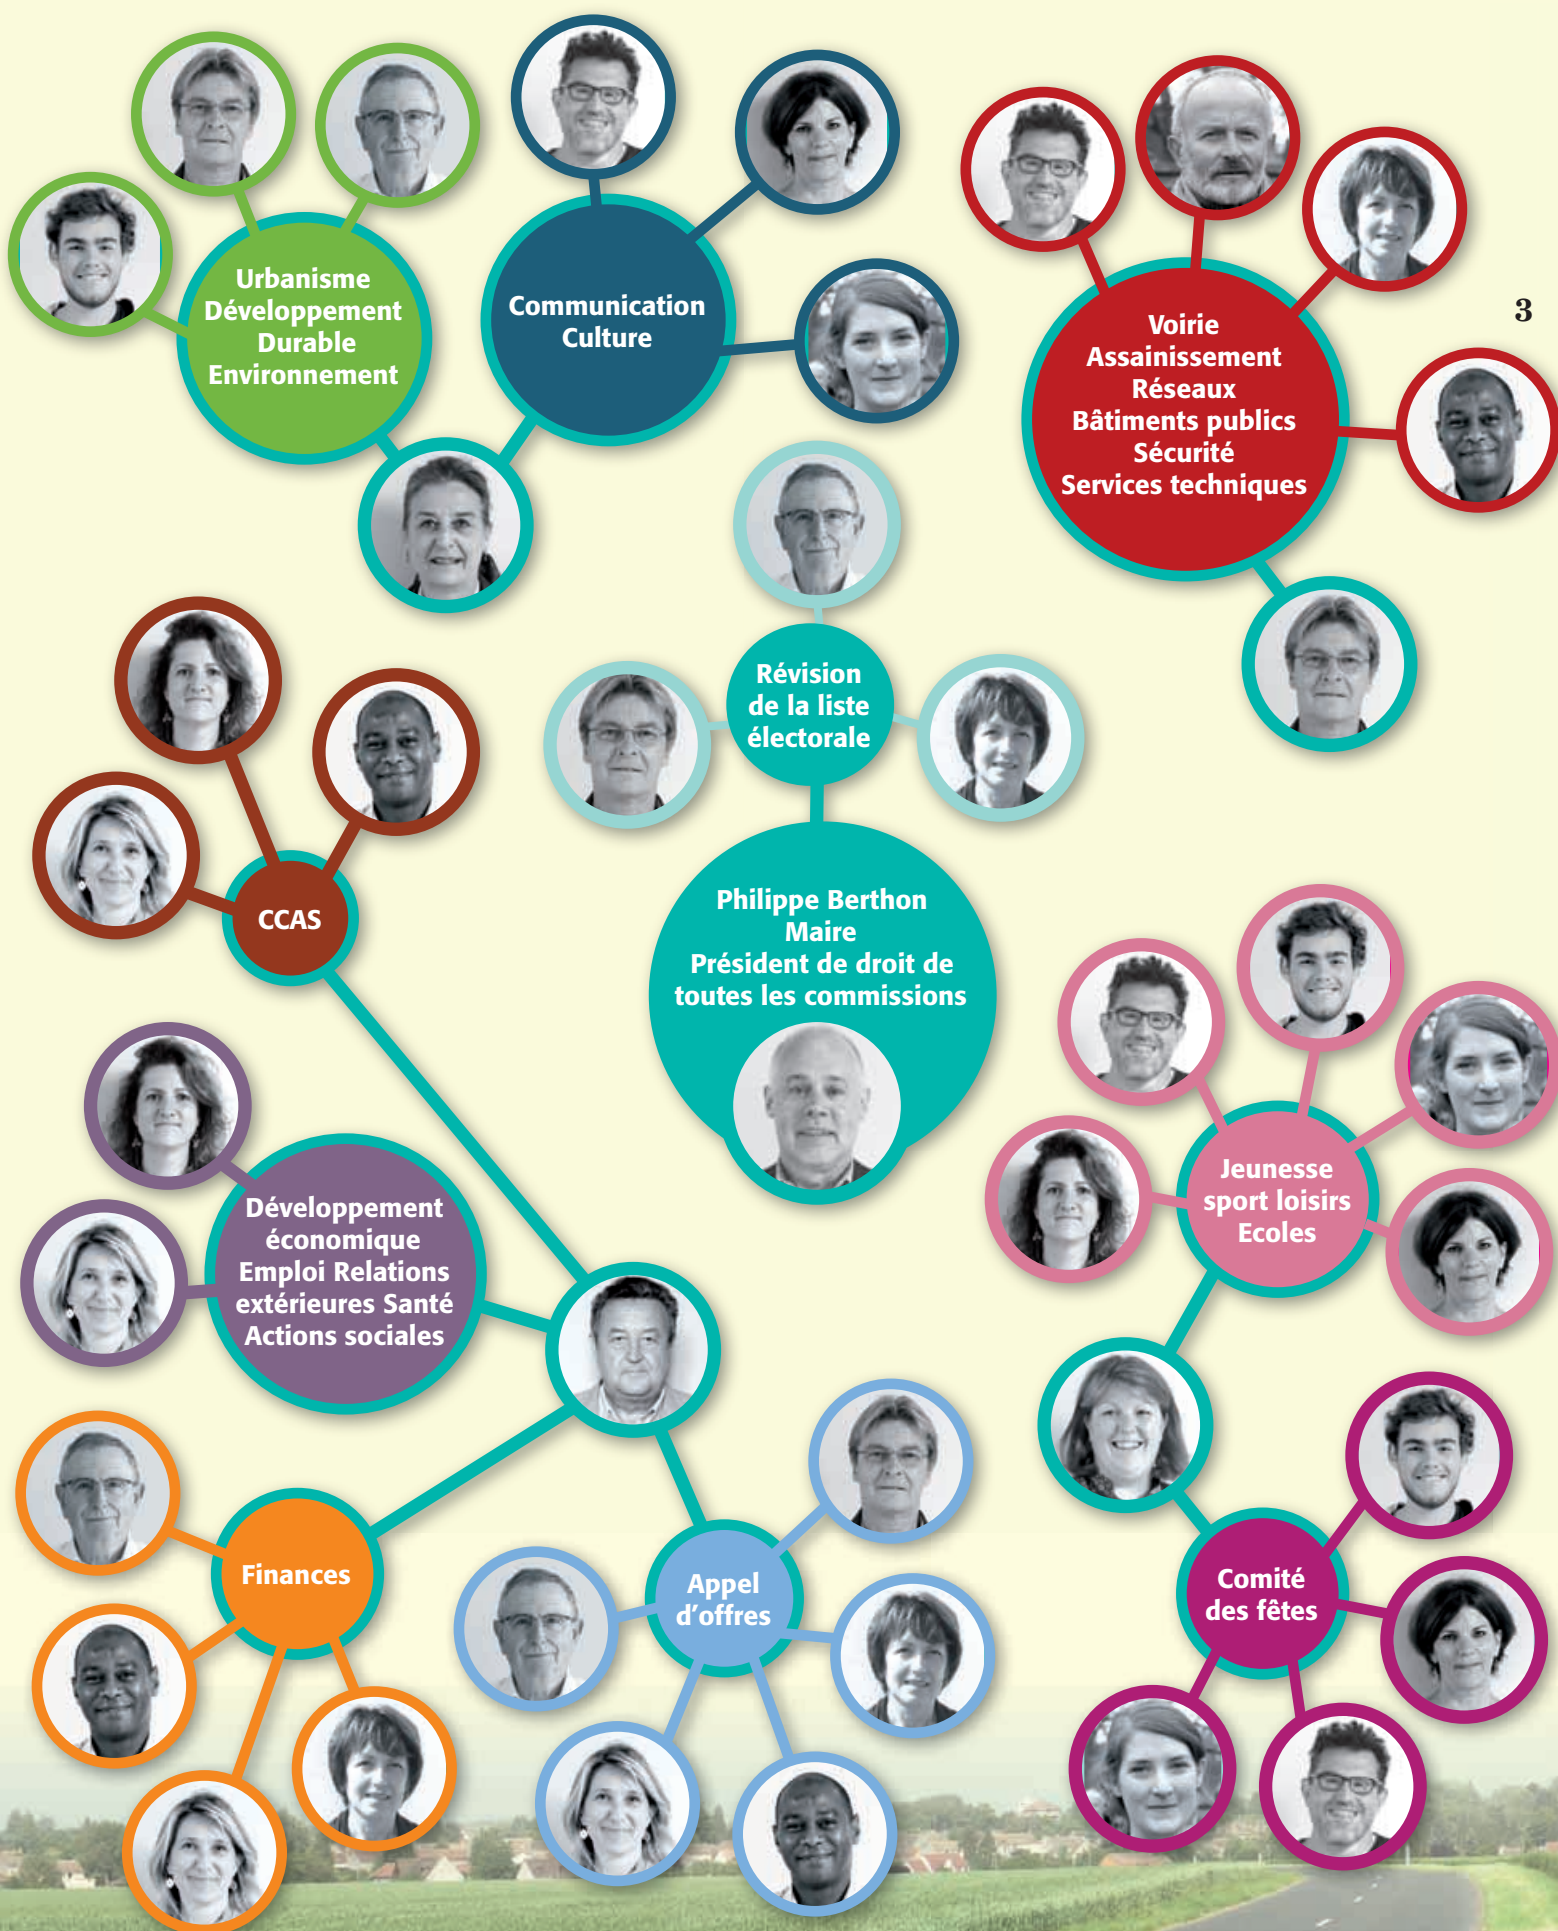 Urbanisme
Développement
Durable
Environnement
Communication
Culture
Voirie
Assainissement
Réseaux
Bâtiments publics
Sécurité
Services techniques
3
Révision
de la liste
électorale
CCAS
Philippe Berthon
Maire
Président de droit de
toutes les commissions
Développement
économique
Emploi Relations
extérieures Santé
Actions sociales
Jeunesse
sport loisirs
Ecoles
Finances
Appel
d'offres
Comité
des fêtes